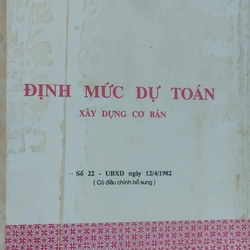 ĐỊNH MỨC DỰ TOÁN
XÂY DỰNG CƠ BẢN
Số 22 - UBXD ngày 12/4/1982
( Có điều chỉnh bổ sung )